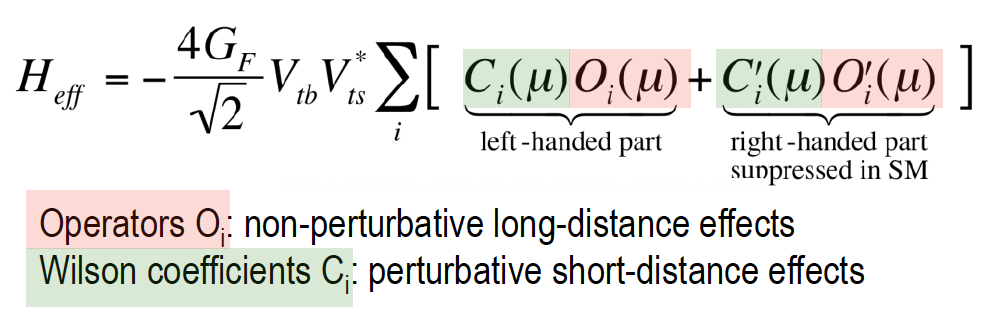 H_eff = − 4G_F/√2 V_tb V_ts^* ∑_i [ C_i(μ)O_i(μ) + C′_i(μ)O′_i(μ) ]
left-handed part right-handed part
suppressed in SM
Operators O_i: non-perturbative long-distance effects
Wilson coefficients C_i: perturbative short-distance effects